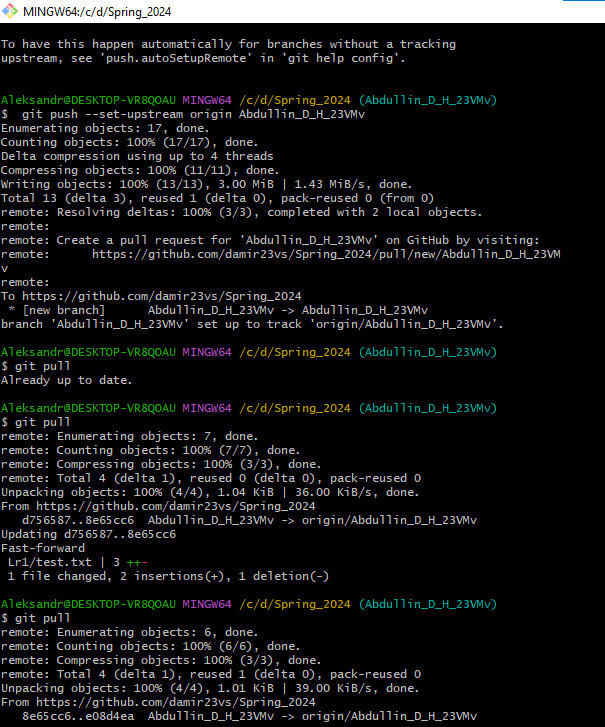 MINGW64:/c/d/Spring_2024
To have this happen automatically for branches without a tracking
upstream, see 'push.autoSetupRemote' in 'git help config'.
Aleksandr@DESKTOP-VR8QOAU MINGW64 /c/d/Spring_2024 (Abdullin_D_H_23VMv)
$  git push --set-upstream origin Abdullin_D_H_23VMv
Enumerating objects: 17, done.
Counting objects: 100% (17/17), done.
Delta compression using up to 4 threads
Compressing objects: 100% (11/11), done.
Writing objects: 100% (13/13), 3.00 MiB | 1.43 MiB/s, done.
Total 13 (delta 3), reused 1 (delta 0), pack-reused 0 (from 0)
remote: Resolving deltas: 100% (3/3), completed with 2 local objects.
remote:
remote: Create a pull request for 'Abdullin_D_H_23VMv' on GitHub by visiting:
remote:      https://github.com/damir23vs/Spring_2024/pull/new/Abdullin_D_H_23VM
v
remote:
To https://github.com/damir23vs/Spring_2024
 * [new branch]      Abdullin_D_H_23VMv -> Abdullin_D_H_23VMv
branch 'Abdullin_D_H_23VMv' set up to track 'origin/Abdullin_D_H_23VMv'.
Aleksandr@DESKTOP-VR8QOAU MINGW64 /c/d/Spring_2024 (Abdullin_D_H_23VMv)
$ git pull
Already up to date.
Aleksandr@DESKTOP-VR8QOAU MINGW64 /c/d/Spring_2024 (Abdullin_D_H_23VMv)
$ git pull
remote: Enumerating objects: 7, done.
remote: Counting objects: 100% (7/7), done.
remote: Compressing objects: 100% (3/3), done.
remote: Total 4 (delta 1), reused 0 (delta 0), pack-reused 0
Unpacking objects: 100% (4/4), 1.04 KiB | 36.00 KiB/s, done.
From https://github.com/damir23vs/Spring_2024
   d756587..8e65cc6  Abdullin_D_H_23VMv -> origin/Abdullin_D_H_23VMv
Updating d756587..8e65cc6
Fast-forward
 Lr1/test.txt | 3 ++-
 1 file changed, 2 insertions(+), 1 deletion(-)
Aleksandr@DESKTOP-VR8QOAU MINGW64 /c/d/Spring_2024 (Abdullin_D_H_23VMv)
$ git pull
remote: Enumerating objects: 6, done.
remote: Counting objects: 100% (6/6), done.
remote: Compressing objects: 100% (3/3), done.
remote: Total 4 (delta 1), reused 1 (delta 0), pack-reused 0
Unpacking objects: 100% (4/4), 1.01 KiB | 39.00 KiB/s, done.
From https://github.com/damir23vs/Spring_2024
   8e65cc6..e08d4ea  Abdullin_D_H_23VMv -> origin/Abdullin_D_H_23VMv